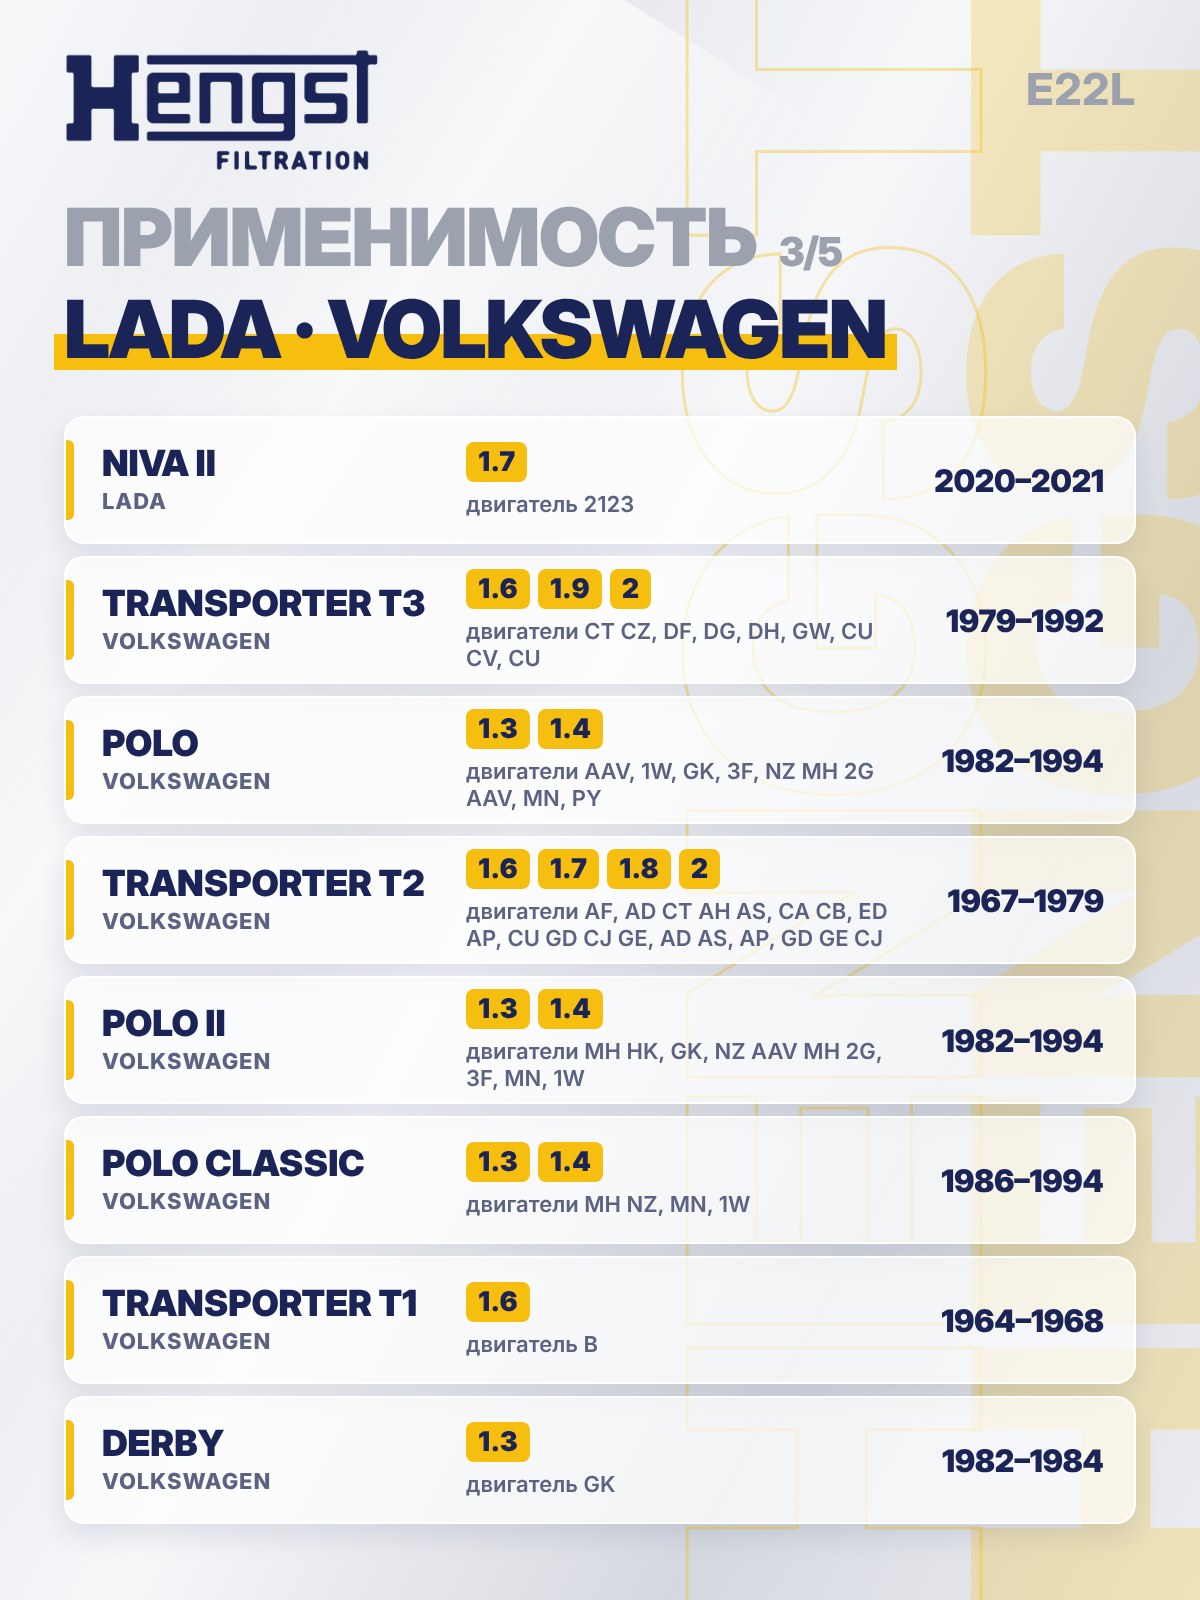 Hengst
FILTRATION
E22L
ПРИМЕНИМОСТЬ 3/5
LADA · VOLKSWAGEN
NIVA II
LADA
1.7
двигатель 2123
2020–2021
TRANSPORTER T3
VOLKSWAGEN
1.6 1.9 2
двигатели CT CZ, DF, DG, DH, GW, CU
CV, CU
1979–1992
POLO
VOLKSWAGEN
1.3 1.4
двигатели AAV, 1W, GK, 3F, NZ MH 2G
AAV, MN, PY
1982–1994
TRANSPORTER T2
VOLKSWAGEN
1.6 1.7 1.8 2
двигатели AF, AD CT AH AS, CA CB, ED
AP, CU GD CJ GE, AD AS, AP, GD GE CJ
1967–1979
POLO II
VOLKSWAGEN
1.3 1.4
двигатели MH HK, GK, NZ AAV MH 2G,
3F, MN, 1W
1982–1994
POLO CLASSIC
VOLKSWAGEN
1.3 1.4
двигатели MH NZ, MN, 1W
1986–1994
TRANSPORTER T1
VOLKSWAGEN
1.6
двигатель B
1964–1968
DERBY
VOLKSWAGEN
1.3
двигатель GK
1982–1984
HENGST
HENGST